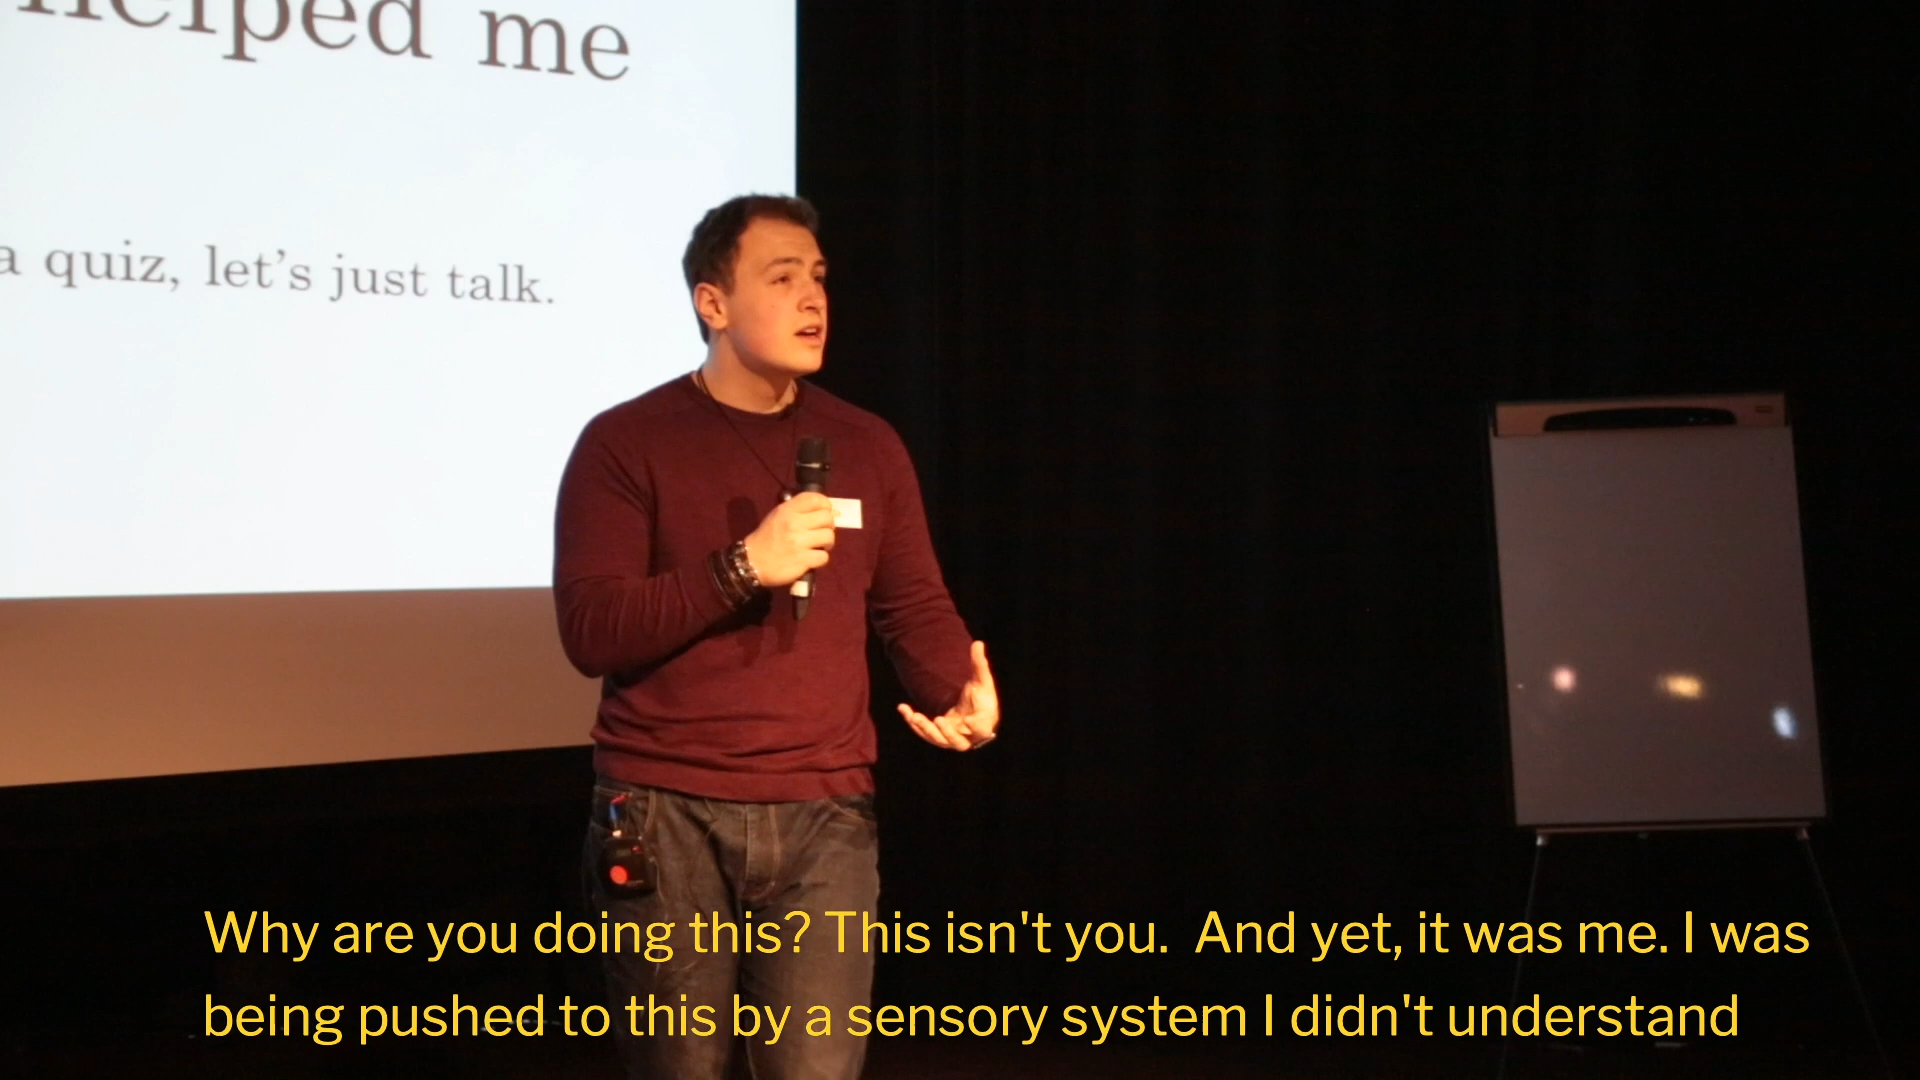 helped me
a quiz, let's just talk.
Why are you doing this? This isn't you.  And yet, it was me. I was
being pushed to this by a sensory system I didn't understand